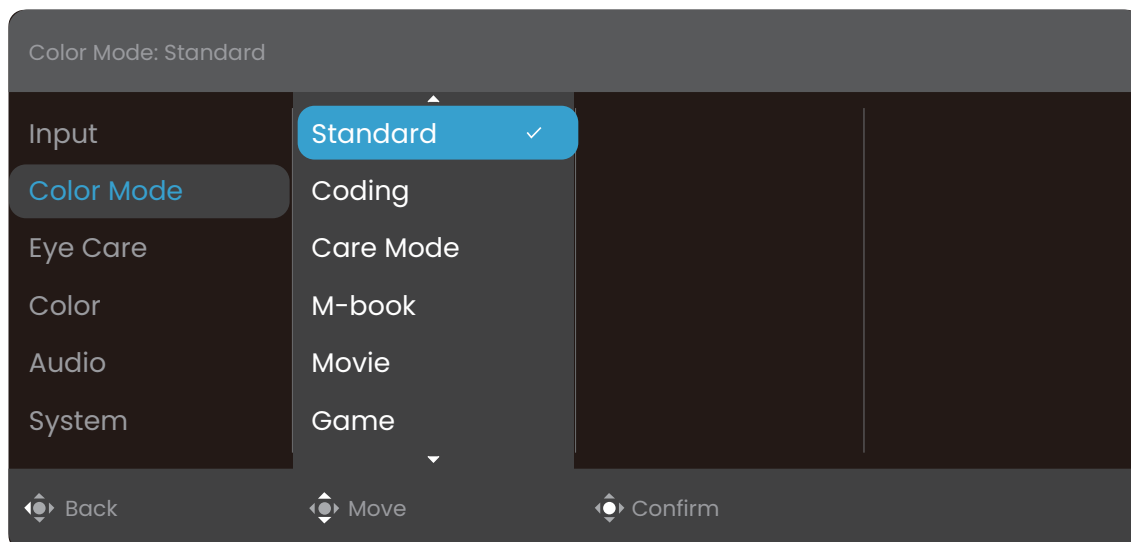 Color Mode: Standard
Input
Color Mode
Eye Care
Color
Audio
System
Standard
Coding
Care Mode
M-book
Movie
Game
Back
Move
Confirm